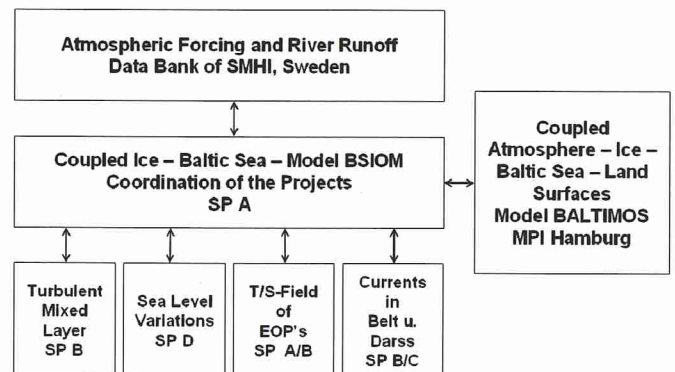 Atmospheric Forcing and River Runoff
Data Bank of SMHI, Sweden
Coupled Ice – Baltic Sea – Model BSIOM
Coordination of the Projects
SP A
Coupled
Atmosphere – Ice –
Baltic Sea – Land
Surfaces
Model BALTIMOS
MPI Hamburg
Turbulent
Mixed
Layer
SP B
Sea Level
Variations
SP D
T/S-Field
of
EOP's
SP A/B
Currents
in
Belt u.
Darss
SP B/C